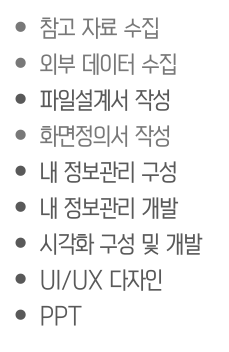 • 참고 자료 수집
• 외부 데이터 수집
• 파일설계서 작성
• 화면정의서 작성
• 내 정보관리 구성
• 내 정보관리 개발
• 시각화 구성 및 개발
• UI/UX 다자인
• PPT